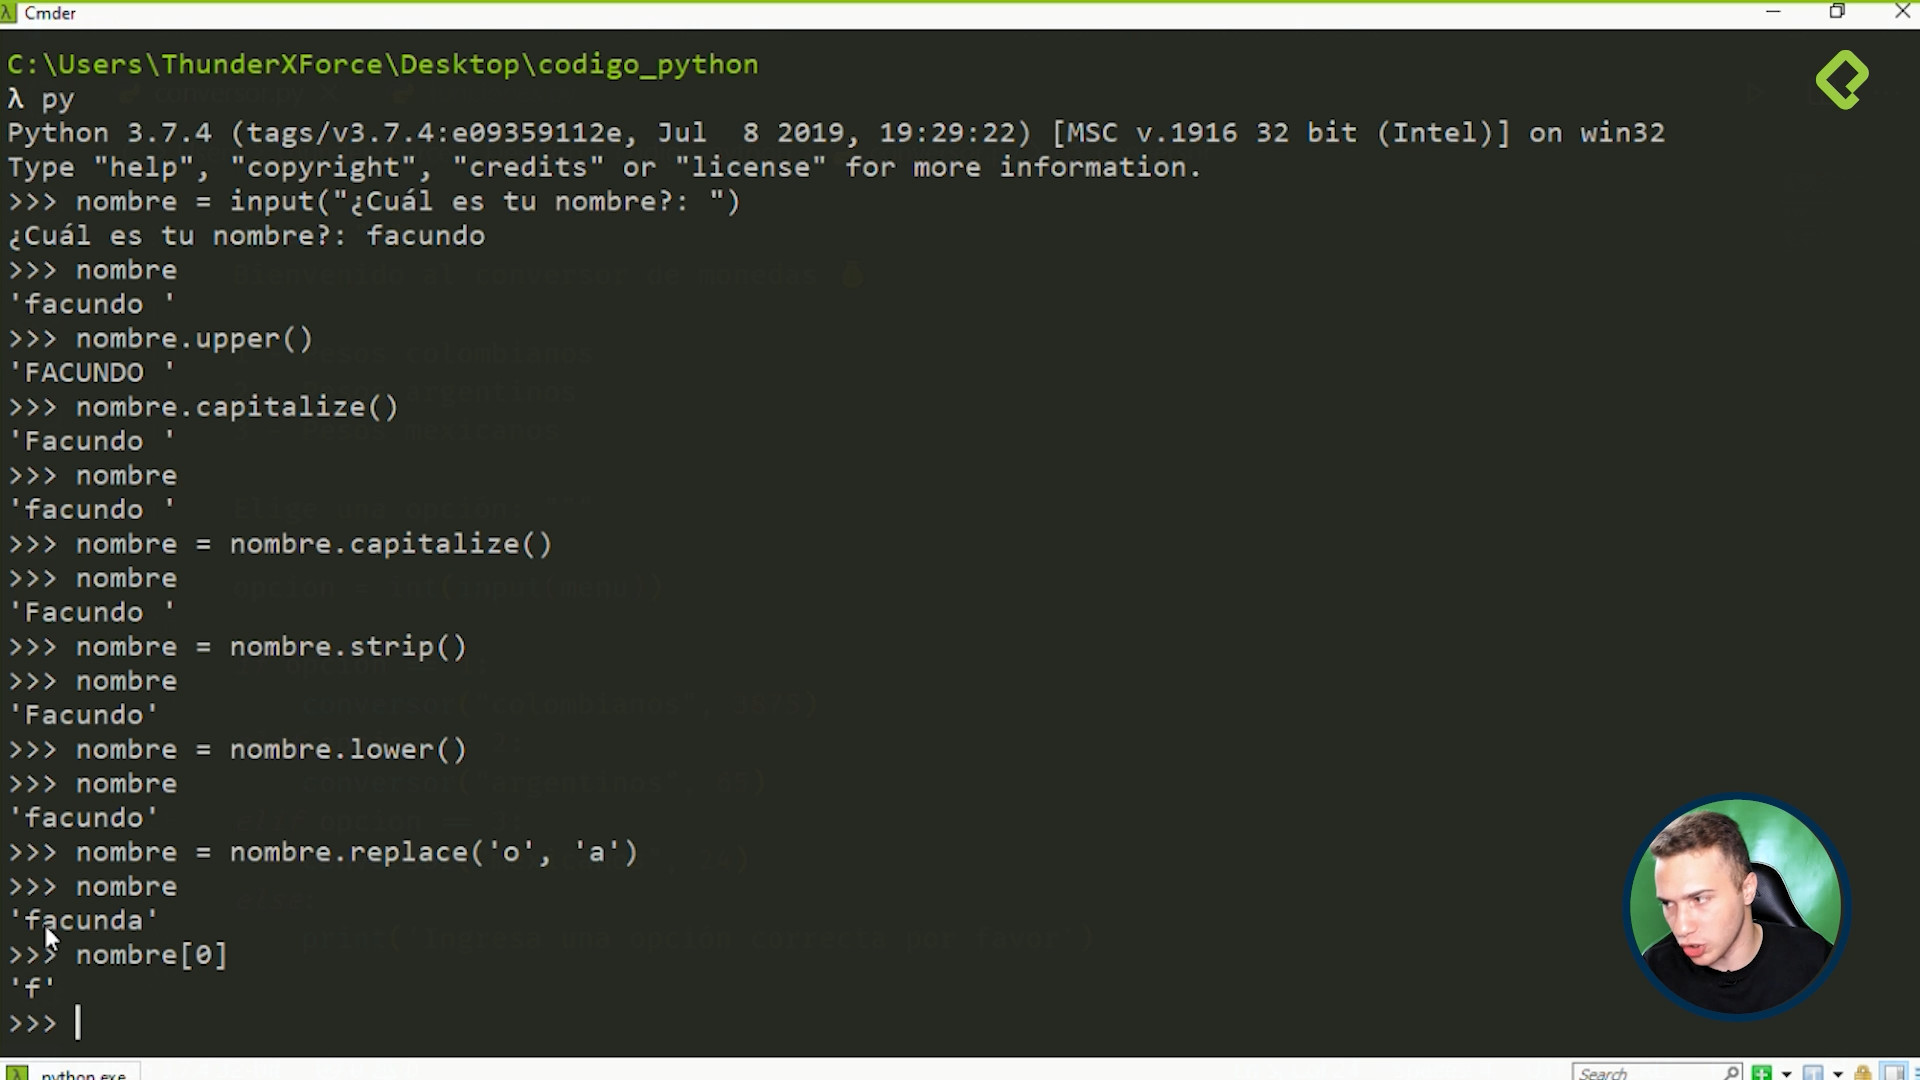 Cmder
C:\Users\ThunderXForce\Desktop\codigo_python
λ py
Python 3.7.4 (tags/v3.7.4:e09359112e, Jul  8 2019, 19:29:22) [MSC v.1916 32 bit (Intel)] on win32
Type "help", "copyright", "credits" or "license" for more information.
>>> nombre = input("¿Cuál es tu nombre?: ")
¿Cuál es tu nombre?: facundo
>>> nombre
'facundo '
>>> nombre.upper()
'FACUNDO '
>>> nombre.capitalize()
'Facundo '
>>> nombre
'facundo '
>>> nombre = nombre.capitalize()
>>> nombre
'Facundo '
>>> nombre = nombre.strip()
>>> nombre
'Facundo'
>>> nombre = nombre.lower()
>>> nombre
'facundo'
>>> nombre = nombre.replace('o', 'a')
>>> nombre
'facunda'
>>> nombre[0]
'f'
>>>
python.exe
Search